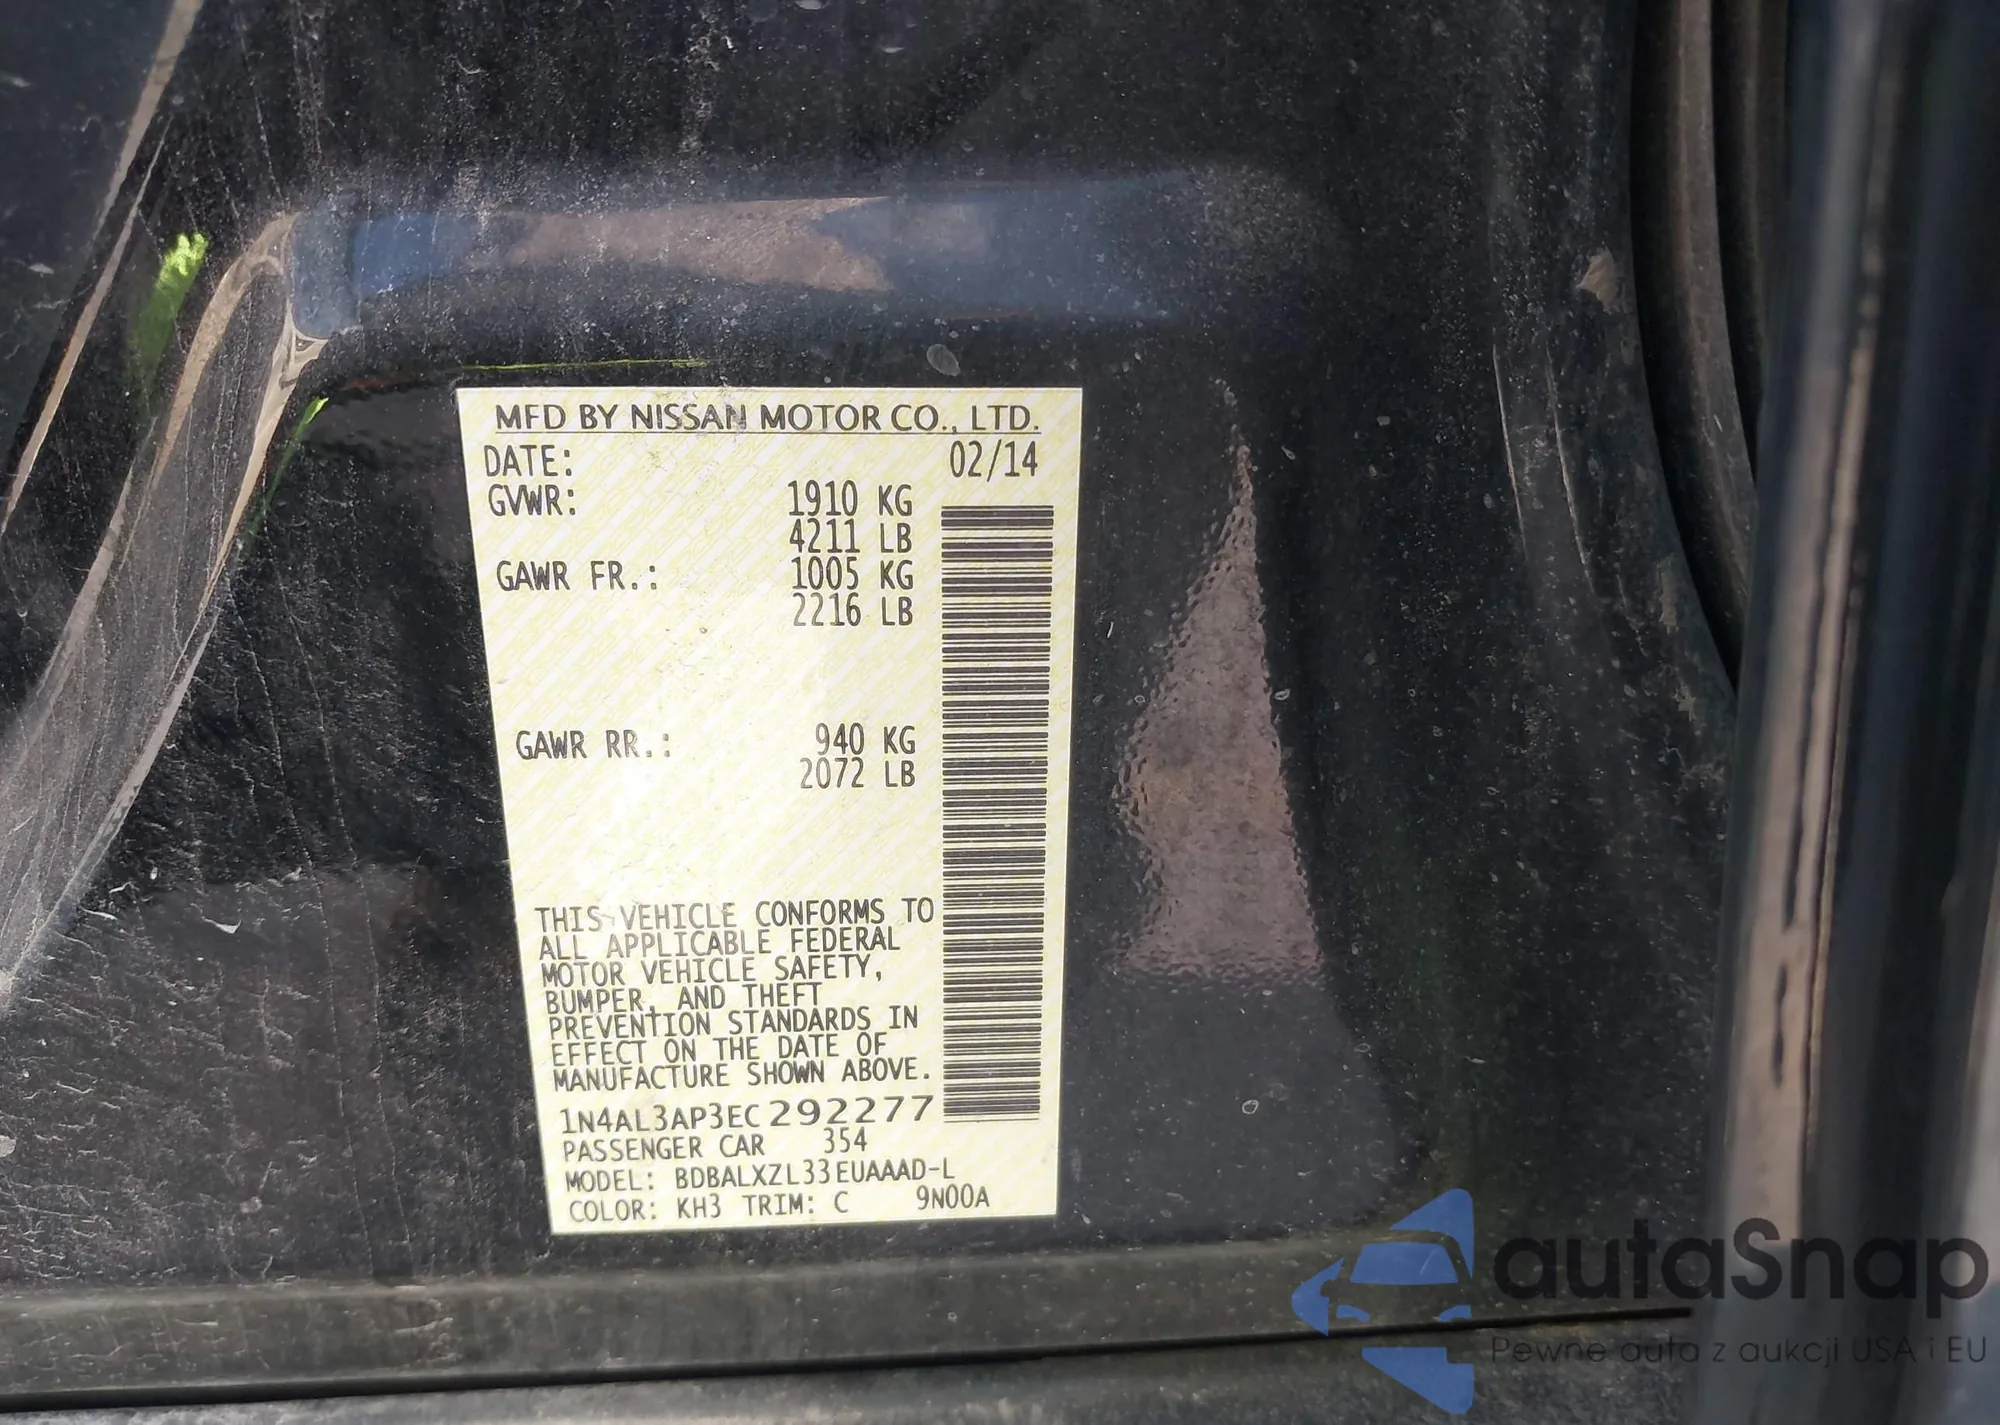 MFD BY NISSAN MOTOR CO., LTD.
DATE: 02/14
GVWR: 1910 KG
4211 LB
GAWR FR.: 1005 KG
2216 LB
GAWR RR.: 940 KG
2072 LB
THIS VEHICLE CONFORMS TO
ALL APPLICABLE FEDERAL
MOTOR VEHICLE SAFETY,
BUMPER, AND THEFT
PREVENTION STANDARDS IN
EFFECT ON THE DATE OF
MANUFACTURE SHOWN ABOVE.
1N4AL3AP3EC292277
PASSENGER CAR 354
MODEL: BDBALXZL33EUAAAD-L
COLOR: KH3 TRIM: C 9N00A
autaSnap
Pewne auta z aukcji USA i EU